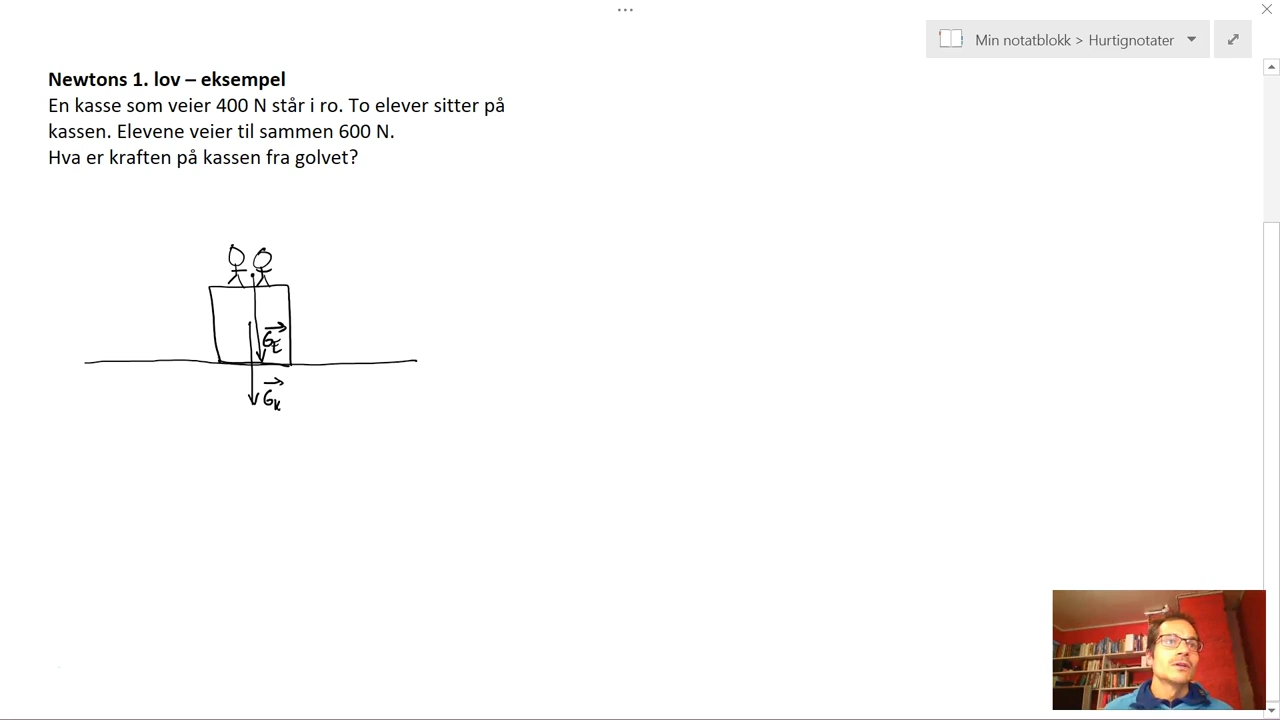 Min notatblokk > Hurtignotater
Newtons 1. lov – eksempel
En kasse som veier 400 N står i ro. To elever sitter på
kassen. Elevene veier til sammen 600 N.
Hva er kraften på kassen fra golvet?
G_E
G_K